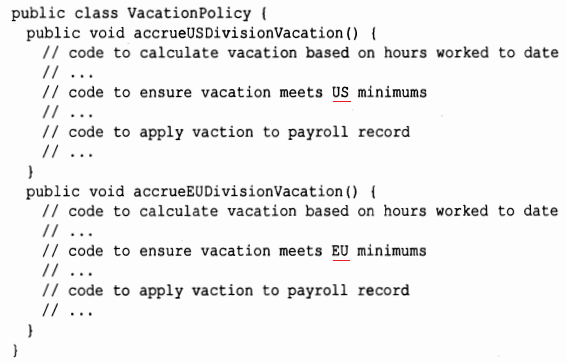 public class VacationPolicy {
  public void accrueUSDivisionVacation() {
    // code to calculate vacation based on hours worked to date
    // ...
    // code to ensure vacation meets US minimums
    // ...
    // code to apply vaction to payroll record
    // ...
  }
  public void accrueEUDivisionVacation() {
    // code to calculate vacation based on hours worked to date
    // ...
    // code to ensure vacation meets EU minimums
    // ...
    // code to apply vaction to payroll record
    // ...
  }
}